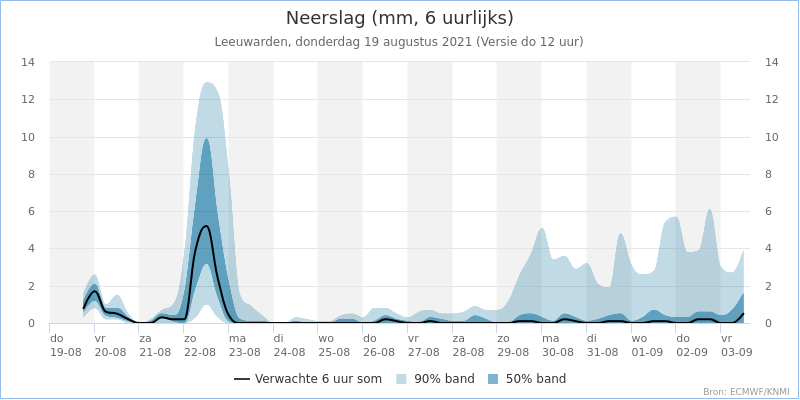 Neerslag (mm, 6 uurlijks)
Leeuwarden, donderdag 19 augustus 2021 (Versie do 12 uur)
14 14
12 12
10 10
8 8
6 6
4 4
2 2
0 0
do vr za zo ma di wo do vr za zo ma di wo do vr
19-08 20-08 21-08 22-08 23-08 24-08 25-08 26-08 27-08 28-08 29-08 30-08 31-08 01-09 02-09 03-09
Verwachte 6 uur som 90% band 50% band
Bron: ECMWF/KNMI